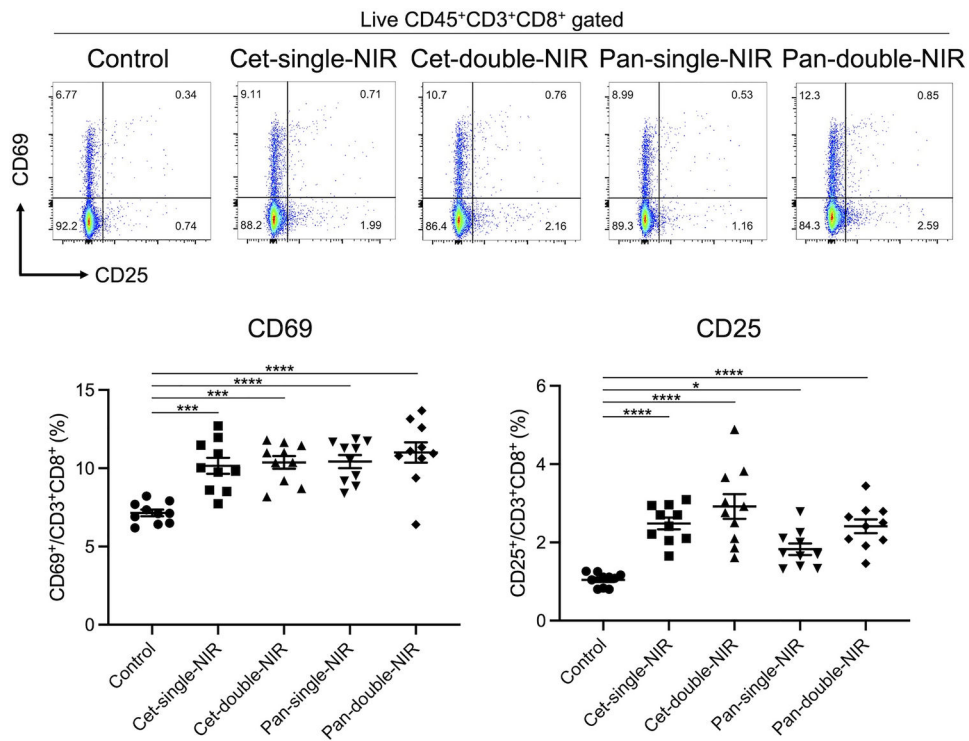 Live CD45⁺CD3⁺CD8⁺ gated
Control Cet-single-NIR Cet-double-NIR Pan-single-NIR Pan-double-NIR
6.77 0.34 9.11 0.71 10.7 0.76 8.99 0.53 12.3 0.85
CD69
92.2 0.74 88.2 1.99 86.4 2.16 89.3 1.16 84.3 2.59
CD25
CD69
****
****
***
***
CD69⁺/CD3⁺CD8⁺ (%)
15
10
5
0
Control
Cet-single-NIR
Cet-double-NIR
Pan-single-NIR
Pan-double-NIR
CD25
****
*
****
****
CD25⁺/CD3⁺CD8⁺ (%)
6
4
2
0
Control
Cet-single-NIR
Cet-double-NIR
Pan-single-NIR
Pan-double-NIR